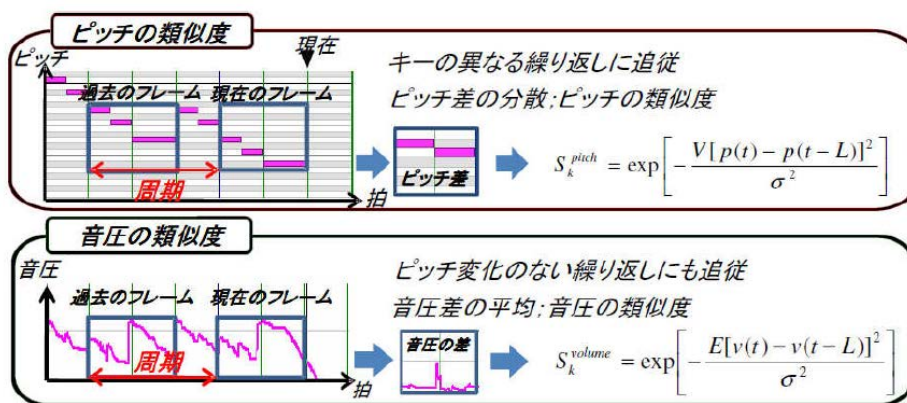 ピッチの類似度
現在
ピッチ
過去のフレーム 現在のフレーム
周期
拍
ピッチ差
キーの異なる繰り返しに追従
ピッチ差の分散;ピッチの類似度
S_k^{pitch} = exp[-V[p(t)-p(t-L)]^2/σ^2]
音圧の類似度
音圧
過去のフレーム 現在のフレーム
周期
拍
音圧の差
ピッチ変化のない繰り返しにも追従
音圧差の平均;音圧の類似度
S_k^{volume} = exp[-E[v(t)-v(t-L)]^2/σ^2]